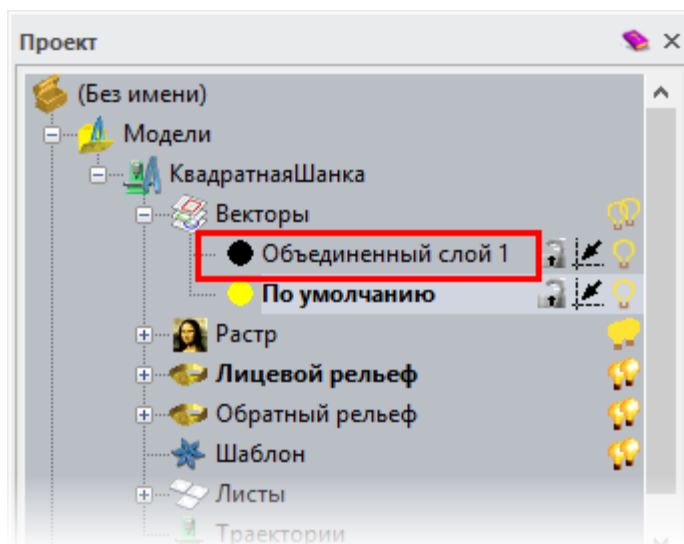 Проект
(Без имени)
Модели
КвадратнаяШанка
Векторы
Объединенный слой 1
По умолчанию
Растр
Лицевой рельеф
Обратный рельеф
Шаблон
Листы
Траектории